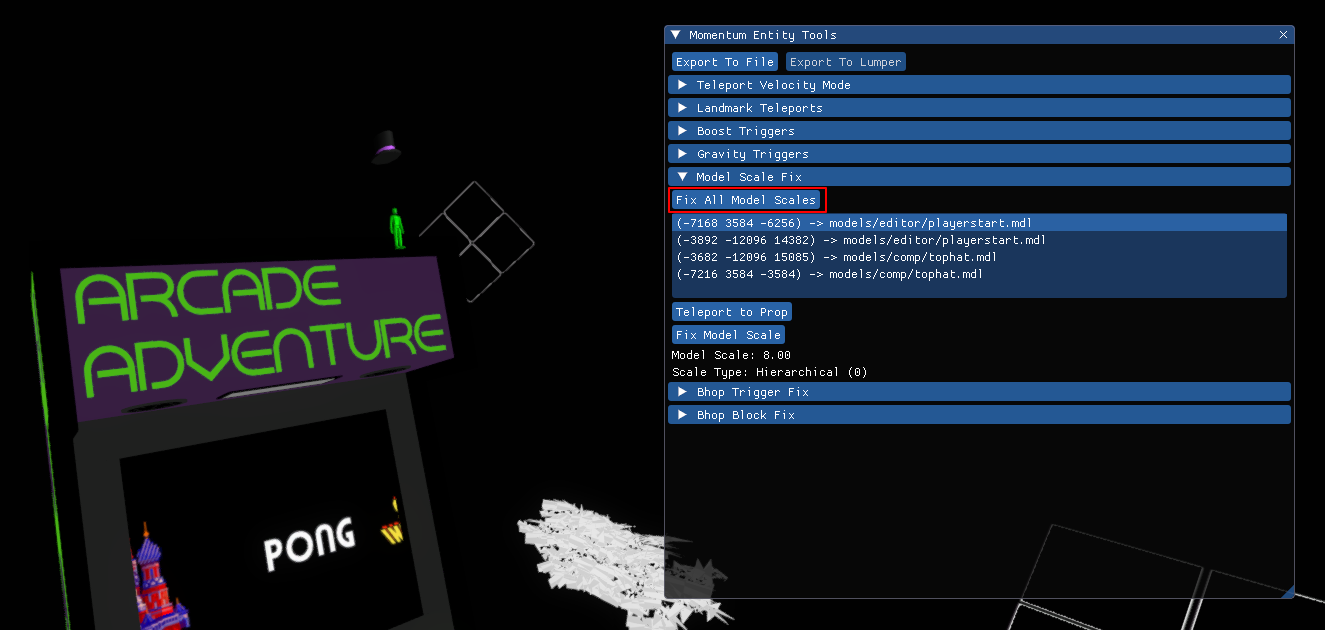 Momentum Entity Tools
Export To File
Export To Lumper
Teleport Velocity Mode
Landmark Teleports
Boost Triggers
Gravity Triggers
Model Scale Fix
Fix All Model Scales
(-7168 3584 -6256) -> models/editor/playerstart.mdl
(-3892 -12096 14382) -> models/editor/playerstart.mdl
(-3682 -12096 15085) -> models/comp/tophat.mdl
(-7216 3584 -3584) -> models/comp/tophat.mdl
Teleport to Prop
Fix Model Scale
Model Scale: 8.00
Scale Type: Hierarchical (0)
Bhop Trigger Fix
Bhop Block Fix
ARCADE
ADVENTURE
PONG